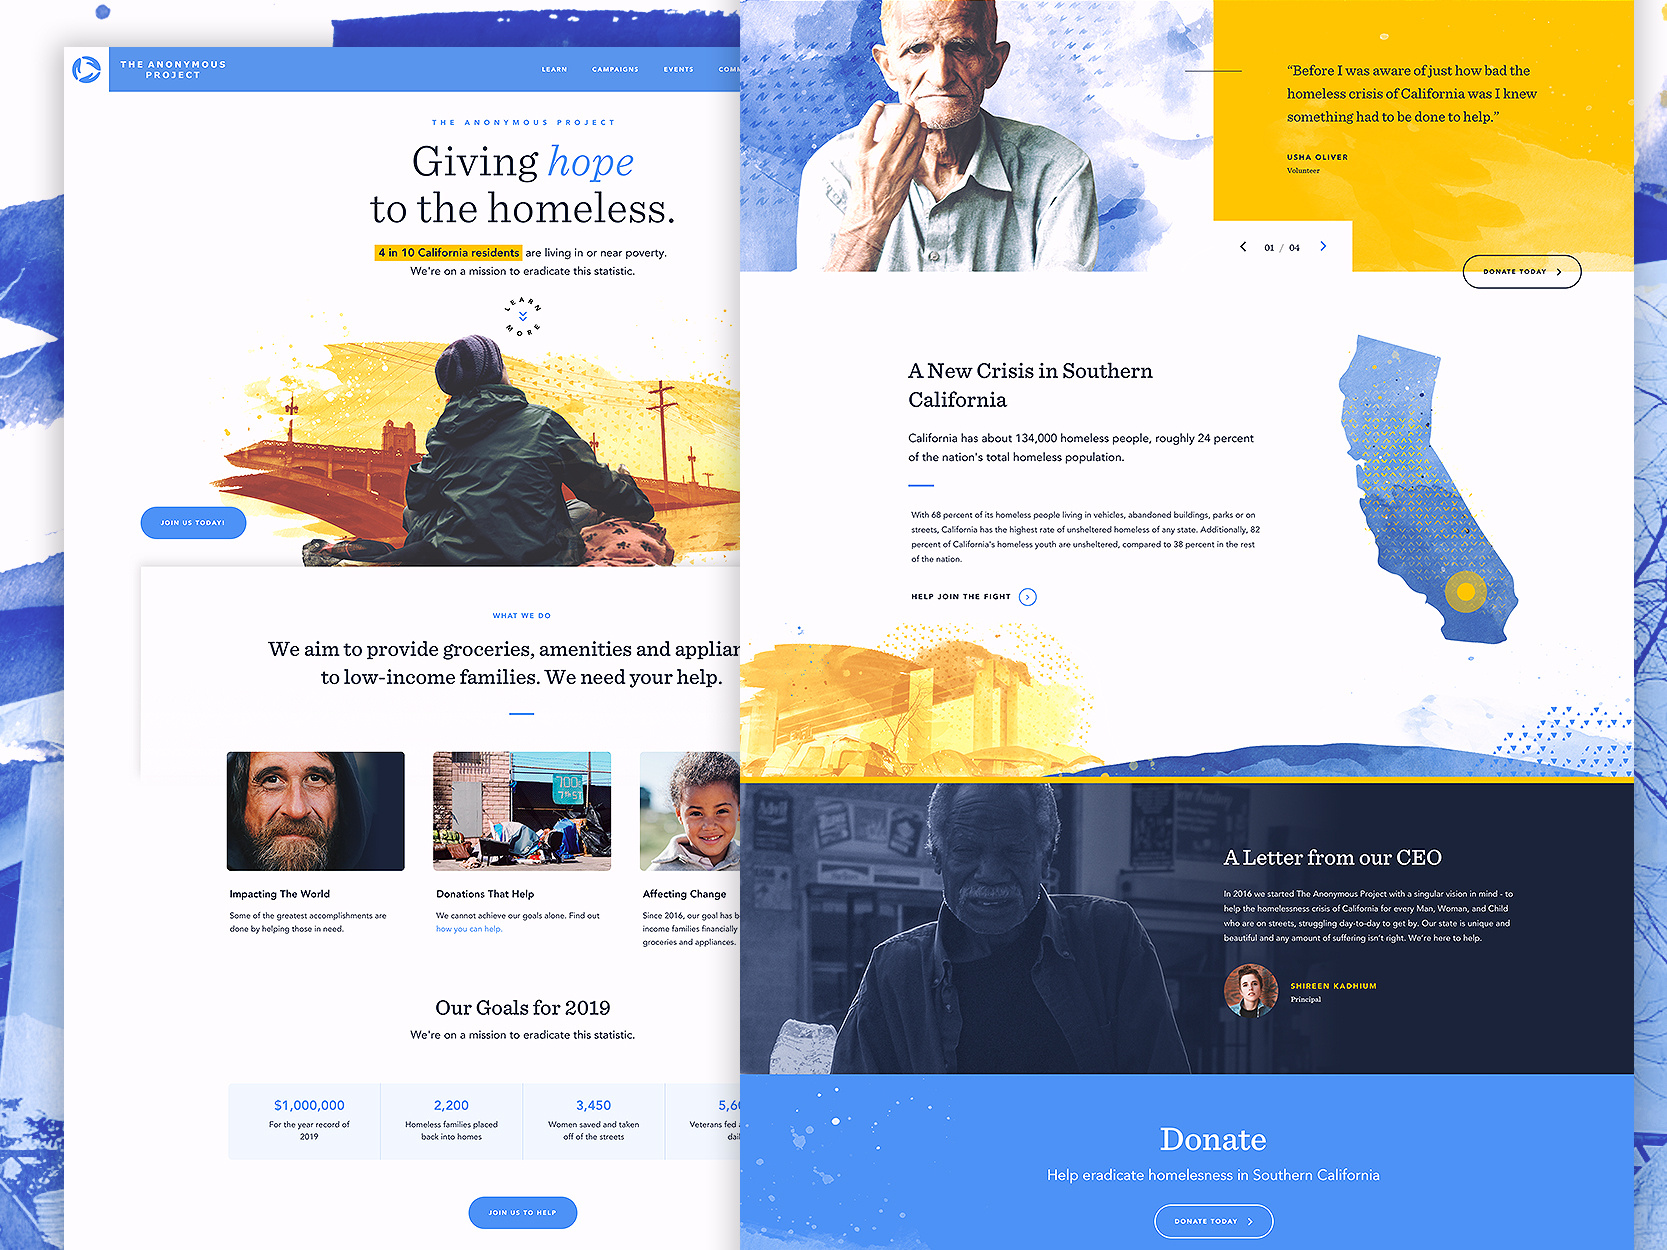 THE ANONYMOUS
PROJECT
LEARN
CAMPAIGNS
EVENTS
THE ANONYMOUS PROJECT
Giving hope
to the homeless.
4 in 10 California residents are living in or near poverty.
We're on a mission to eradicate this statistic.
LEARN
MORE
JOIN US TODAY!
WHAT WE DO
We aim to provide groceries, amenities and
to low-income families. We need your help.
700
7th ST
Impacting The World
Some of the greatest accomplishments are
done by helping those in need.
Donations That Help
We cannot achieve our goals alone. Find out
how you can help.
Affecting Change
Since 2016, our goal has
income families financially
groceries and appliances.
Our Goals for 2019
We're on a mission to eradicate this statistic.
$1,000,000
For the year record of
2019
2,200
Homeless families placed
back into homes
3,450
Women saved and taken
off of the streets
Veterans fed
JOIN US TO HELP
“Before I was aware of just how bad the
homeless crisis of California was I knew
something had to be done to help.”
USHA OLIVER
Volunteer
01 / 04
DONATE TODAY
A New Crisis in Southern
California
California has about 134,000 homeless people, roughly 24 percent
of the nation's total homeless population.
With 68 percent of its homeless people living in vehicles, abandoned buildings, parks or on
streets, California has the highest rate of unsheltered homeless of any state. Additionally, 82
percent of California's homeless youth are unsheltered, compared to 38 percent in the rest
of the nation.
HELP JOIN THE FIGHT
A Letter from our CEO
In 2016 we started The Anonymous Project with a singular vision in mind - to
help the homelessness crisis of California for every Man, Woman, and Child
who are on streets, struggling day-to-day to get by. Our state is unique and
beautiful and any amount of suffering isn't right. We're here to help.
SHIREEN KADHIUM
Principal
Donate
Help eradicate homelesness in Southern California
DONATE TODAY